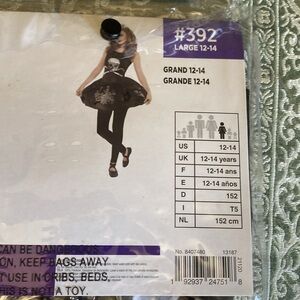 #392
LARGE 12-14
GRAND 12-14
GRANDE 12-14
US 12-14
UK 12-14 years
F 12-14 ans
E 12-14 años
D 152
I T5
NL 152 cm
No. 8407480 13187
21120
1 92937 24751 8
CAN BE DANGEROUS
ON, KEEP BAGS AWAY
T USE IN CRIBS, BEDS,
HIS IS NOT A TOY.